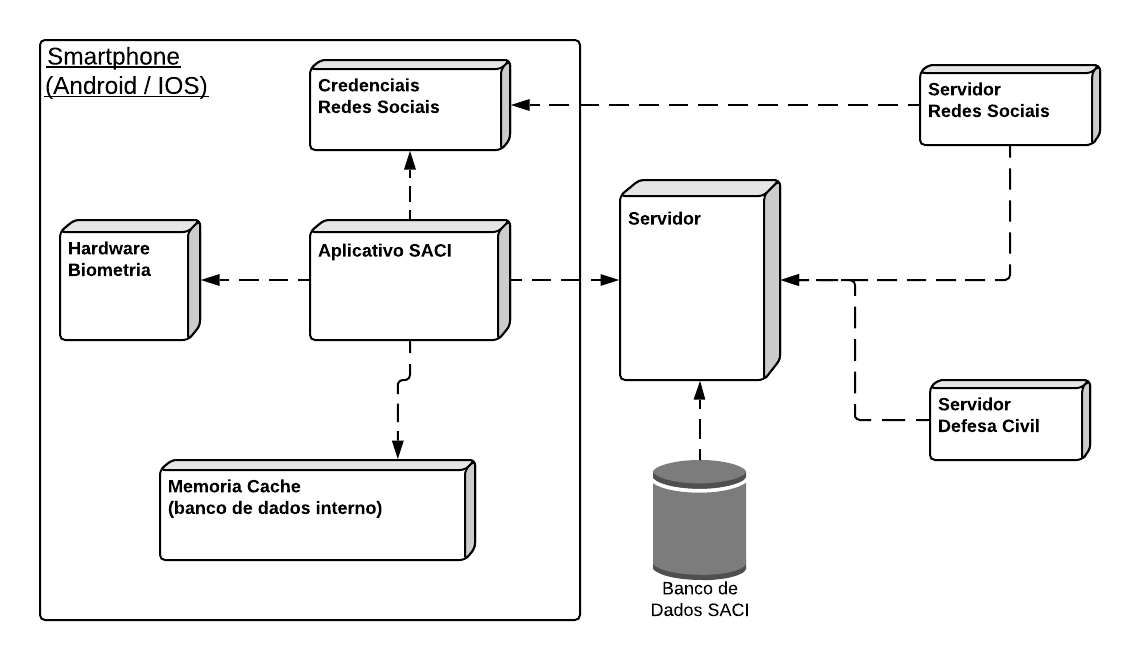 Smartphone
(Android / IOS)
Credenciais
Redes Sociais
Servidor
Redes Sociais
Hardware
Biometria
Aplicativo SACI
Servidor
Servidor
Defesa Civil
Memoria Cache
(banco de dados interno)
Banco de
Dados SACI